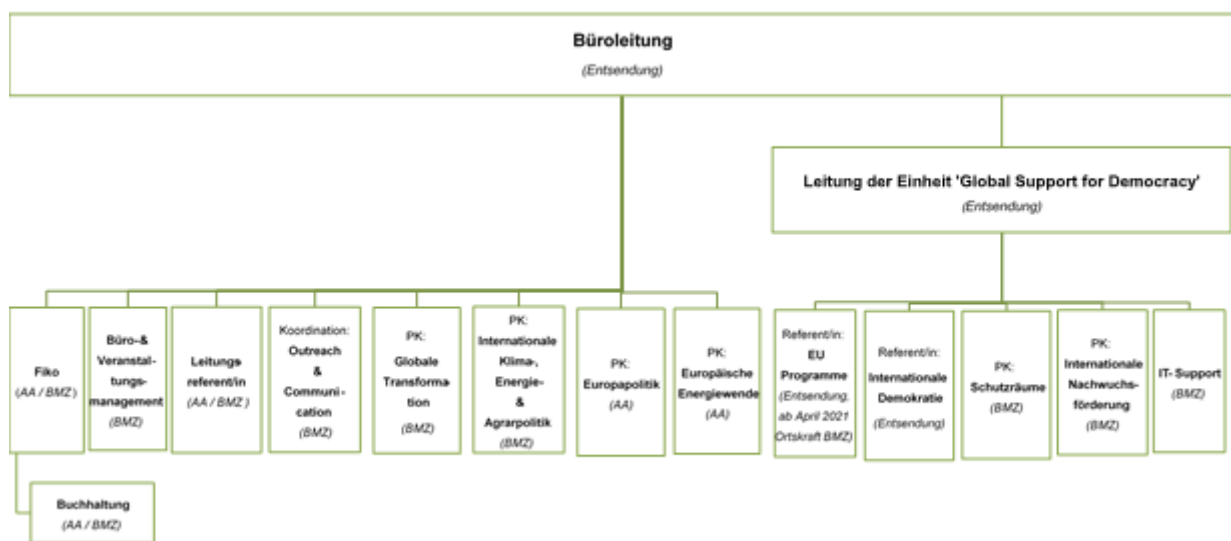 Büroleitung
(Entsendung)
Leitung der Einheit 'Global Support for Democracy'
(Entsendung)
Fiko
(AA / BMZ )
Büro-&
Veranstal-
tungs-
management
(BMZ)
Leitungs-
referent/in
(AA / BMZ )
Koordination:
Outreach
&
Communi-
cation
(BMZ)
PK:
Globale
Transforma-
tion
(BMZ)
PK:
Internationale
Klima-,
Energie-
&
Agrarpolitik
(BMZ)
PK:
Europapolitik
(AA)
PK:
Europäische
Energiewende
(AA)
Referent/in:
EU
Programme
(Entsendung,
ab April 2021
Ortskraft BMZ)
Referent/in:
Internationale
Demokratie
(Entsendung)
PK:
Schutzräume
(BMZ)
PK:
Internationale
Nachwuchs-
förderung
(BMZ)
IT- Support
(BMZ)
Buchhaltung
(AA / BMZ)